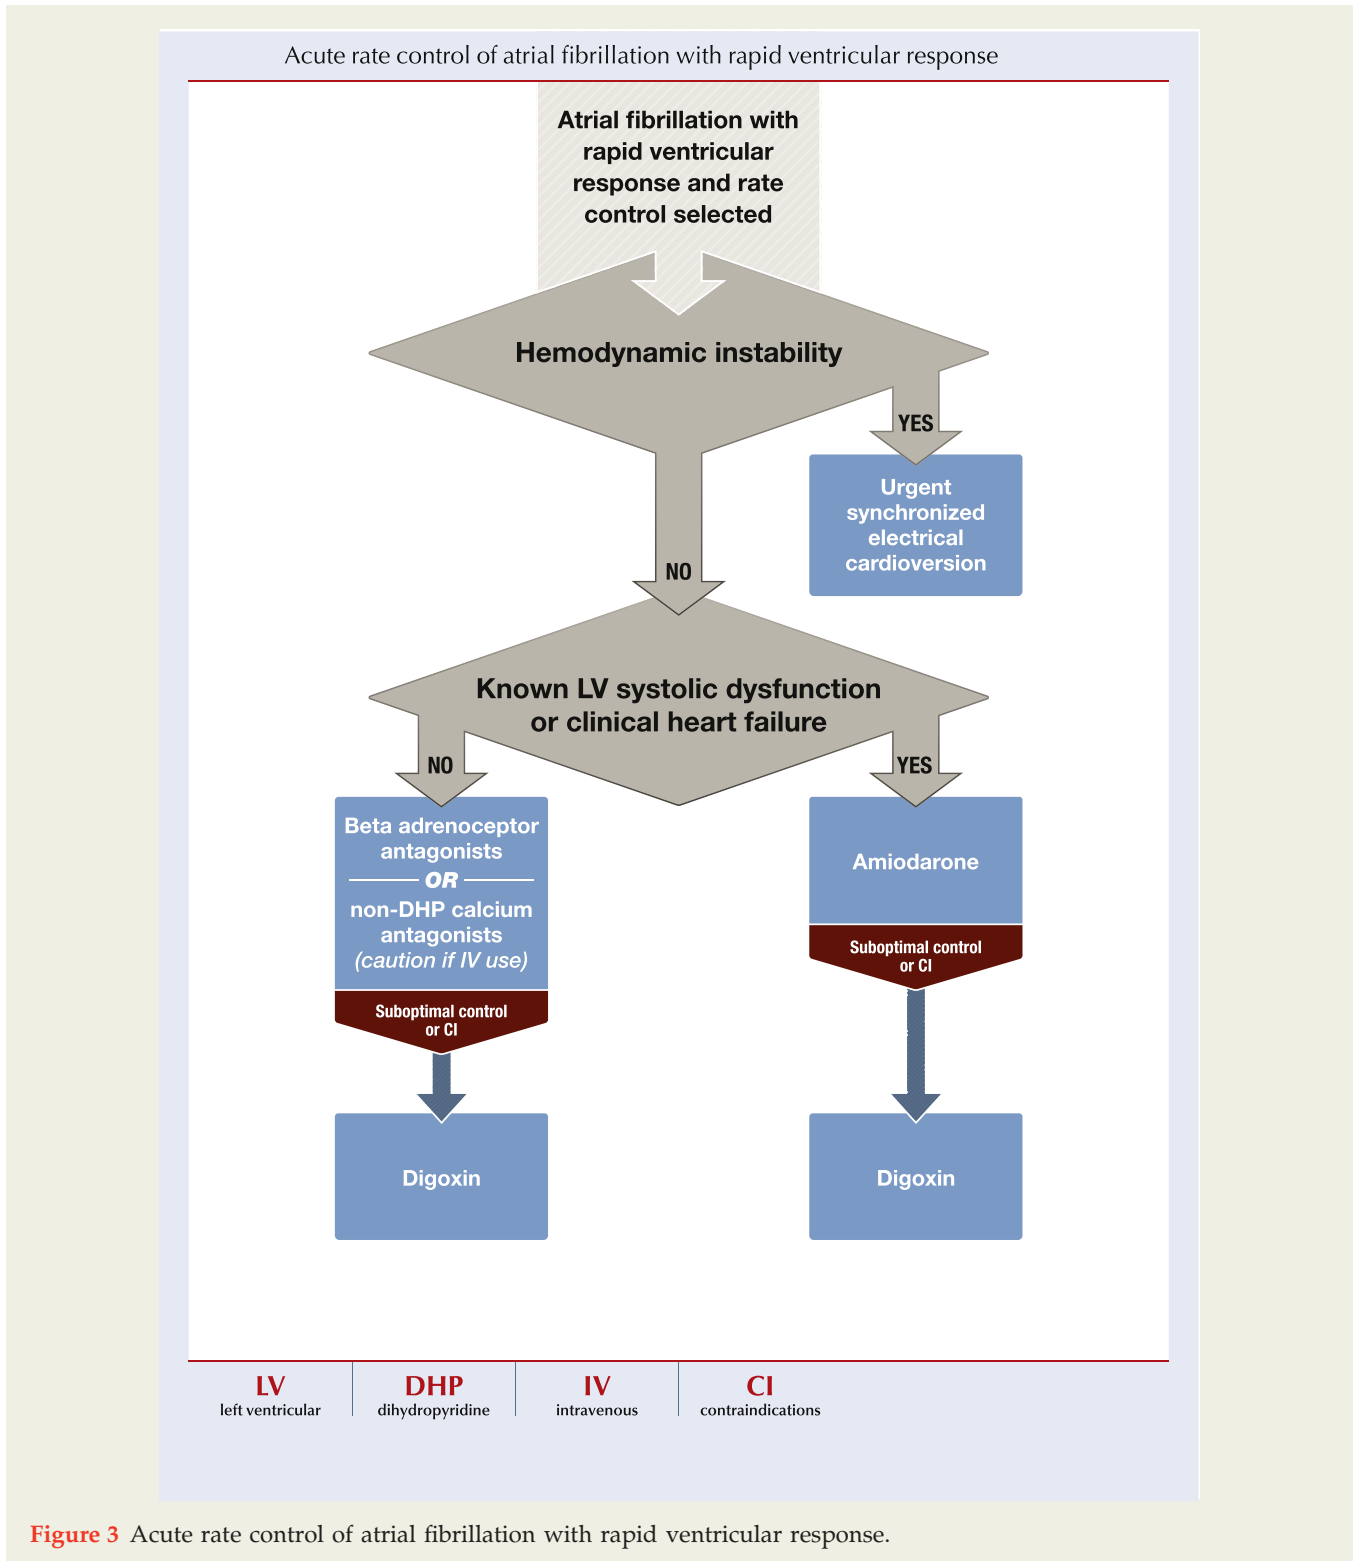 Acute rate control of atrial fibrillation with rapid ventricular response
Atrial fibrillation with
rapid ventricular
response and rate
control selected
Hemodynamic instability
YES
Urgent
synchronized
electrical
cardioversion
NO
Known LV systolic dysfunction
or clinical heart failure
NO
Beta adrenoceptor
antagonists
OR
non-DHP calcium
antagonists
(caution if IV use)
Suboptimal control
or CI
Digoxin
YES
Amiodarone
Suboptimal control
or CI
Digoxin
LV
left ventricular
DHP
dihydropyridine
IV
intravenous
CI
contraindications
Figure 3 Acute rate control of atrial fibrillation with rapid ventricular response.